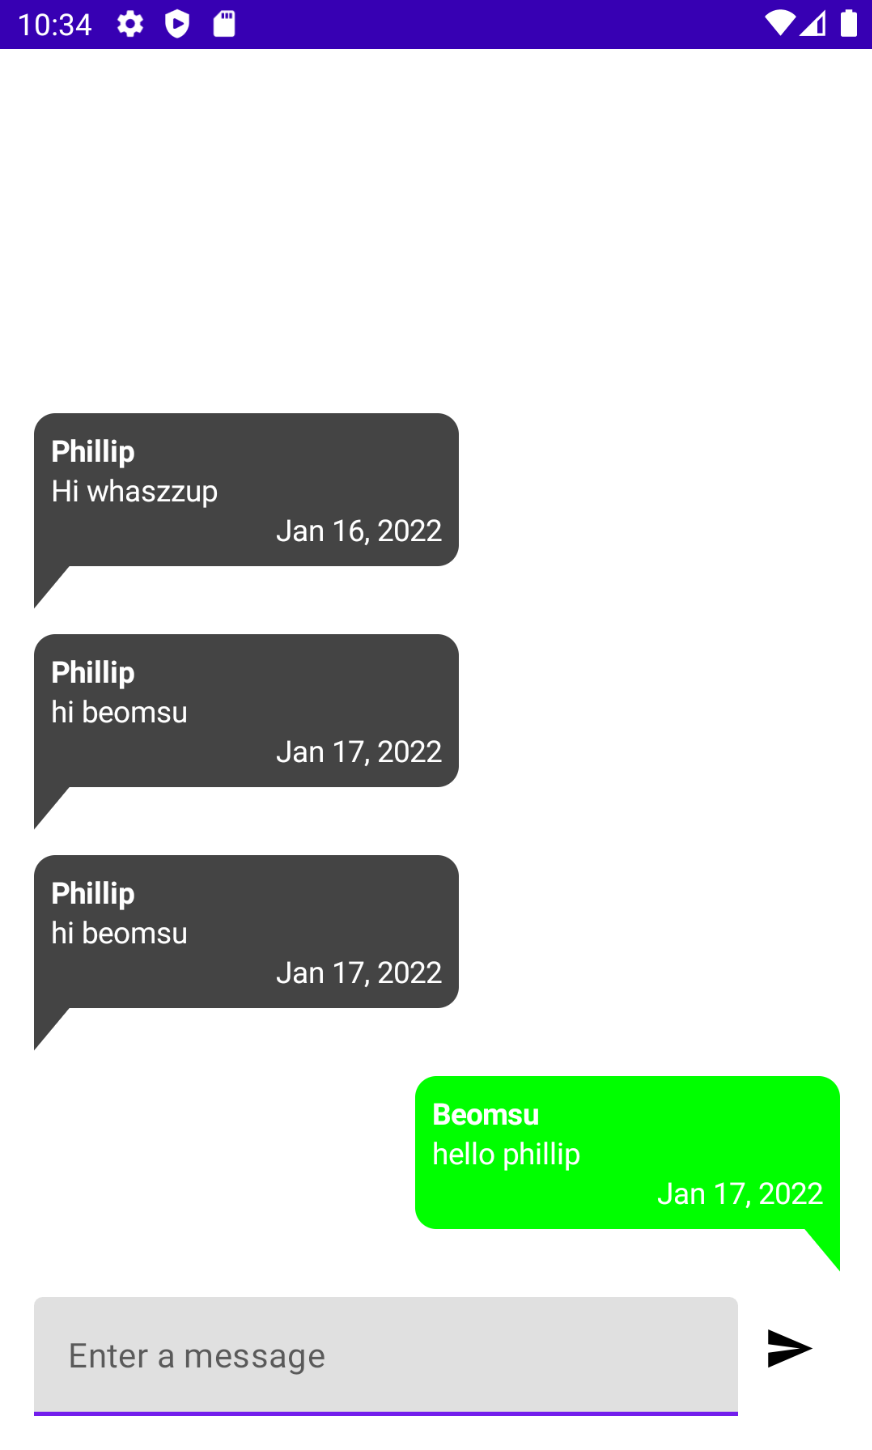 10:34
Phillip
Hi whaszzup
Jan 16, 2022
Phillip
hi beomsu
Jan 17, 2022
Phillip
hi beomsu
Jan 17, 2022
Beomsu
hello phillip
Jan 17, 2022
Enter a message